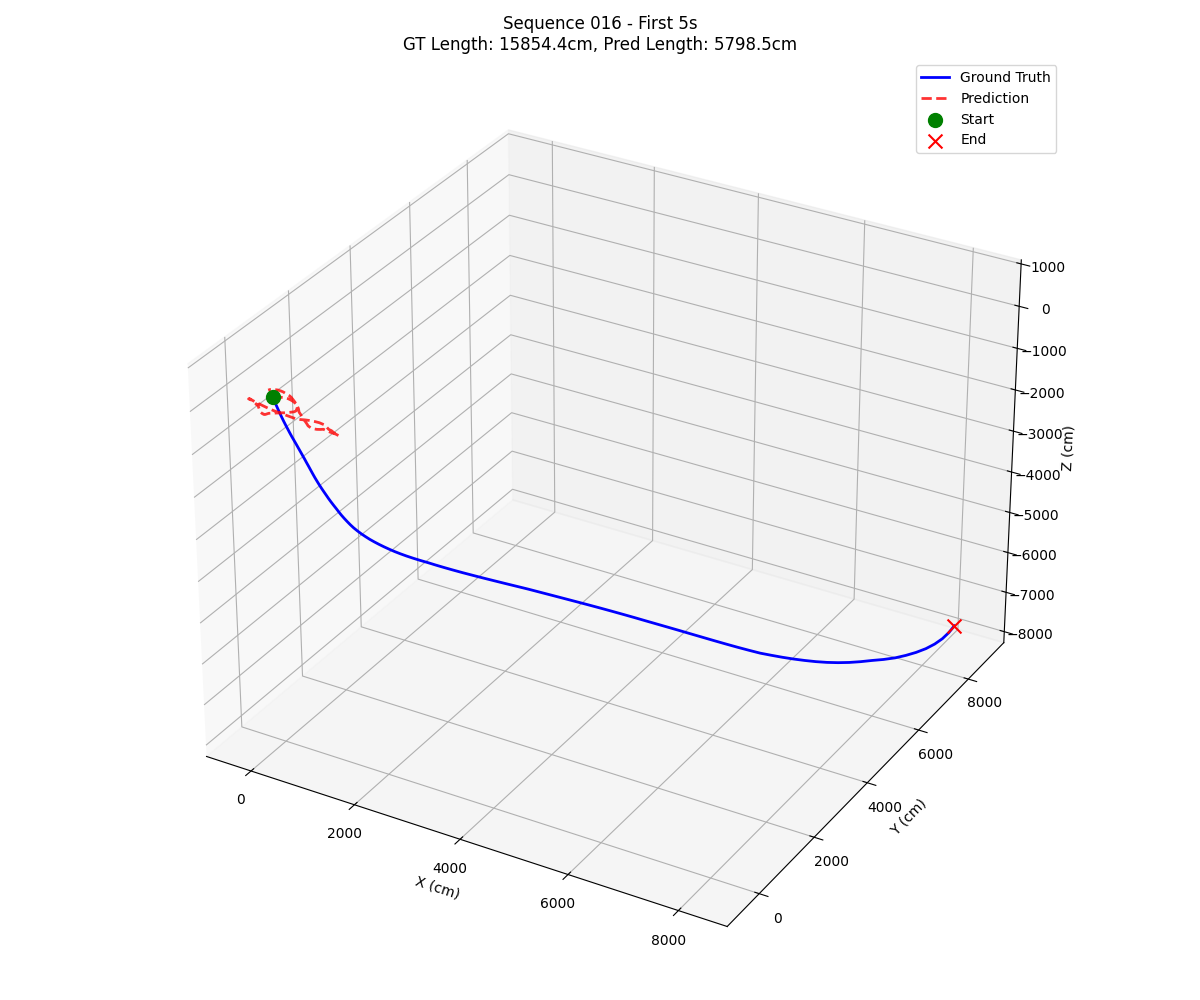 Sequence 016 - First 5s
GT Length: 15854.4cm, Pred Length: 5798.5cm
Ground Truth
Prediction
Start
End
1000
0
−1000
−2000
−3000
−4000
−5000
−6000
−7000
−8000
Z (cm)
8000
6000
4000
2000
0
Y (cm)
0
2000
4000
6000
8000
X (cm)